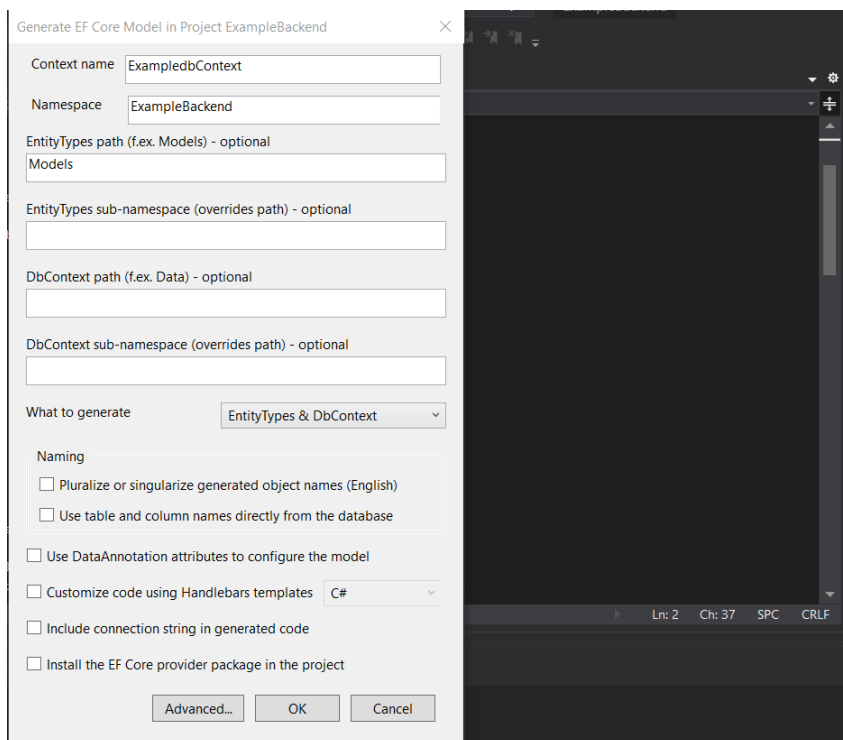 Generate EF Core Model in Project ExampleBackend
Context name ExampledbContext
Namespace ExampleBackend
EntityTypes path (f.ex. Models) - optional
Models
EntityTypes sub-namespace (overrides path) - optional
DbContext path (f.ex. Data) - optional
DbContext sub-namespace (overrides path) - optional
What to generate EntityTypes & DbContext
Naming
Pluralize or singularize generated object names (English)
Use table and column names directly from the database
Use DataAnnotation attributes to configure the model
Customize code using Handlebars templates C#
Include connection string in generated code
Install the EF Core provider package in the project
Advanced... OK Cancel
Ln: 2 Ch: 37 SPC CRLF